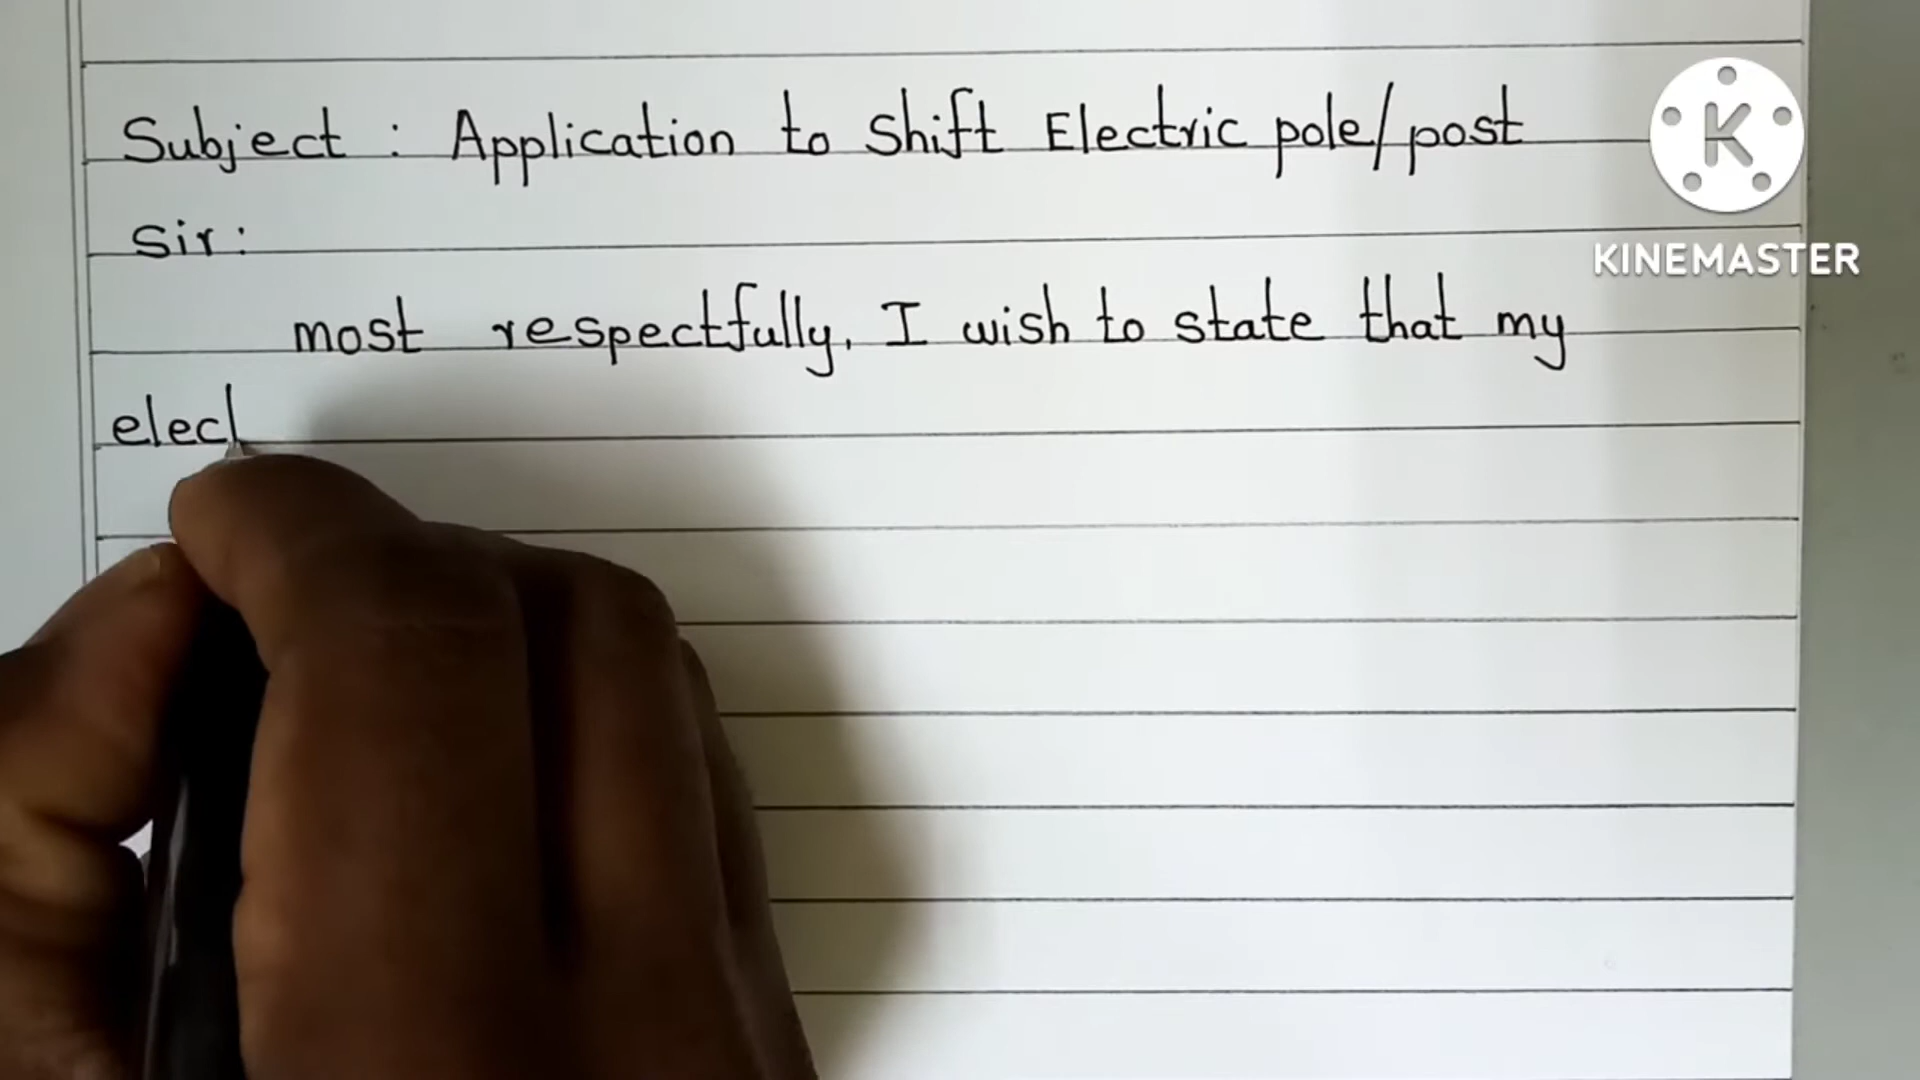 Subject : Application to Shift Electric pole/post
Sir:
most respectfully, I wish to state that my
elec
KINEMASTER